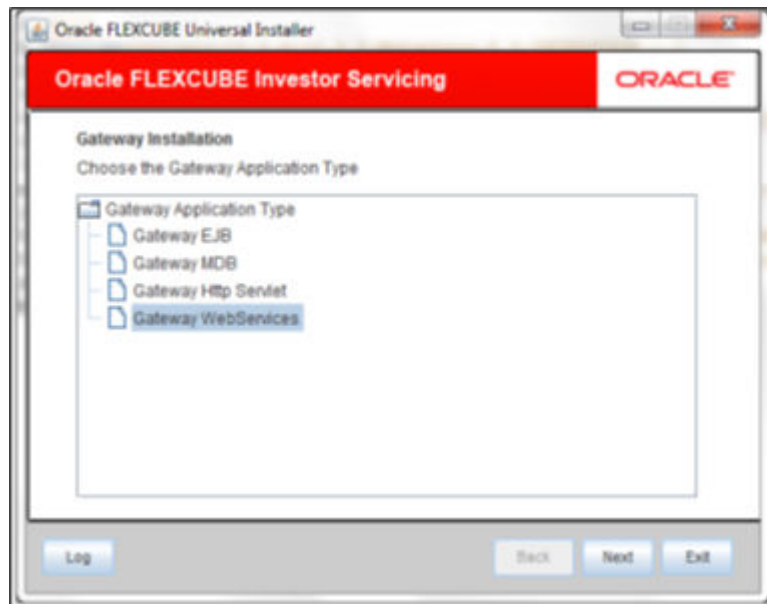 Oracle FLEXCUBE Universal Installer
Oracle FLEXCUBE Investor Servicing ORACLE
Gateway Installation
Choose the Gateway Application Type
Gateway Application Type
Gateway EJB
Gateway MDB
Gateway Http Servlet
Gateway WebServices
Log Back Next Exit